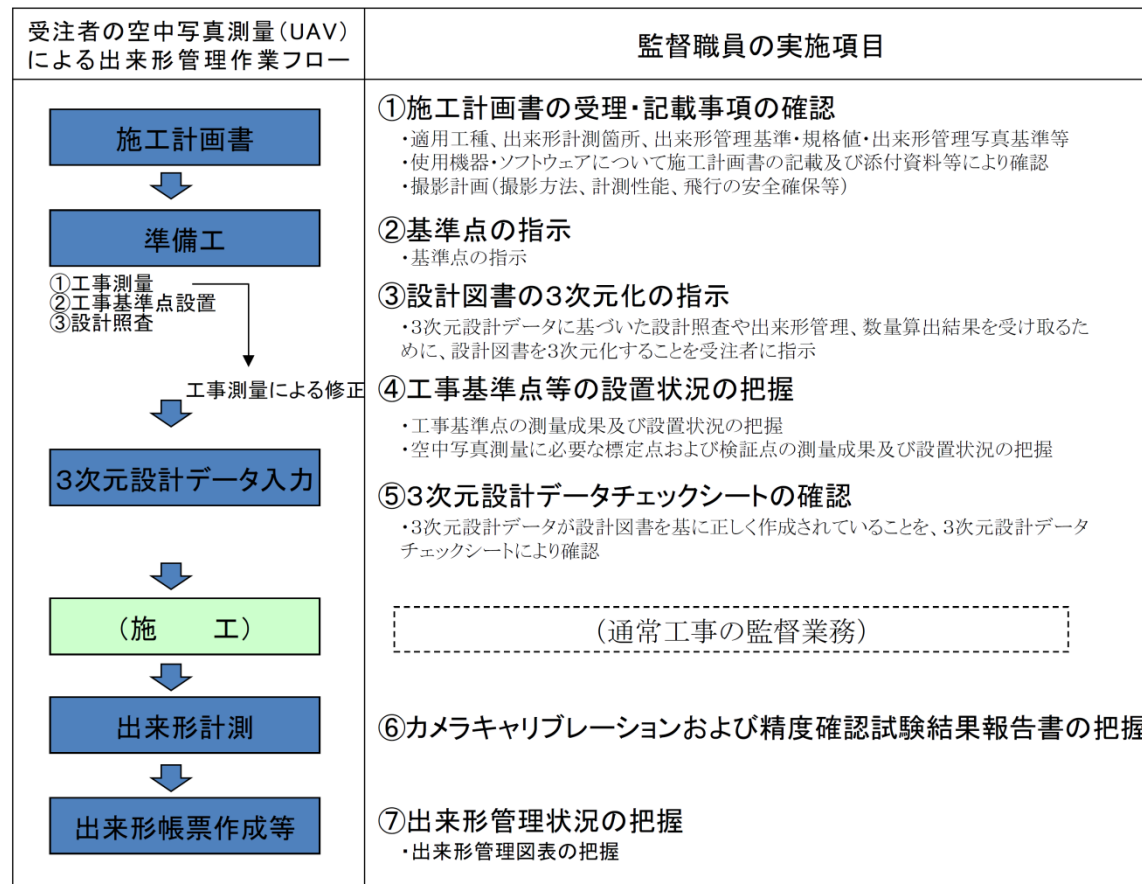 受注者の空中写真測量(UAV)
による出来形管理作業フロー
監督職員の実施項目
施工計画書
準備工
①工事測量
②工事基準点設置
③設計照査
工事測量による修正
3次元設計データ入力
(施　　工)
出来形計測
出来形帳票作成等
①施工計画書の受理・記載事項の確認
・適用工種、出来形計測箇所、出来形管理基準・規格値・出来形管理写真基準等
・使用機器・ソフトウェアについて施工計画書の記載及び添付資料等により確認
・撮影計画(撮影方法、計測性能、飛行の安全確保等)
②基準点の指示
・基準点の指示
③設計図書の3次元化の指示
・3次元設計データに基づいた設計照査や出来形管理、数量算出結果を受け取るた
めに、設計図書を3次元化することを受注者に指示
④工事基準点等の設置状況の把握
・工事基準点の測量成果及び設置状況の把握
・空中写真測量に必要な標定点および検証点の測量成果及び設置状況の把握
⑤3次元設計データチェックシートの確認
・3次元設計データが設計図書を基に正しく作成されていることを、3次元設計データ
チェックシートにより確認
(通常工事の監督業務)
⑥カメラキャリブレーションおよび精度確認試験結果報告書の把握
⑦出来形管理状況の把握
・出来形管理図表の把握